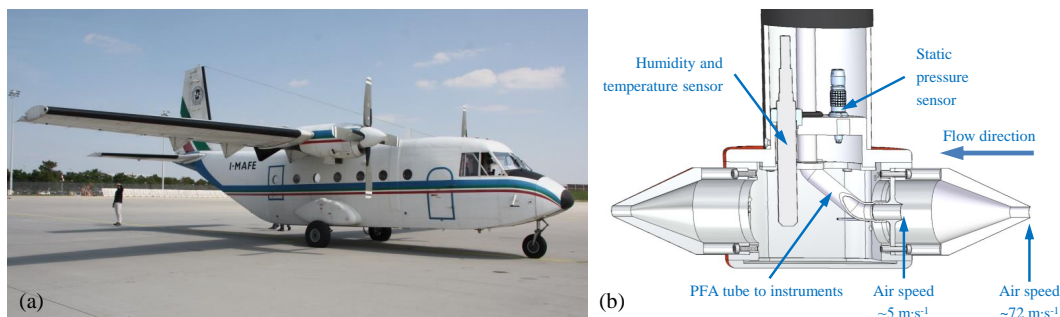 I-MAFE
(a)
Humidity and
temperature sensor
Static
pressure
sensor
Flow direction
PFA tube to instruments
Air speed
~5 m·s-1
Air speed
~72 m·s-1
(b)